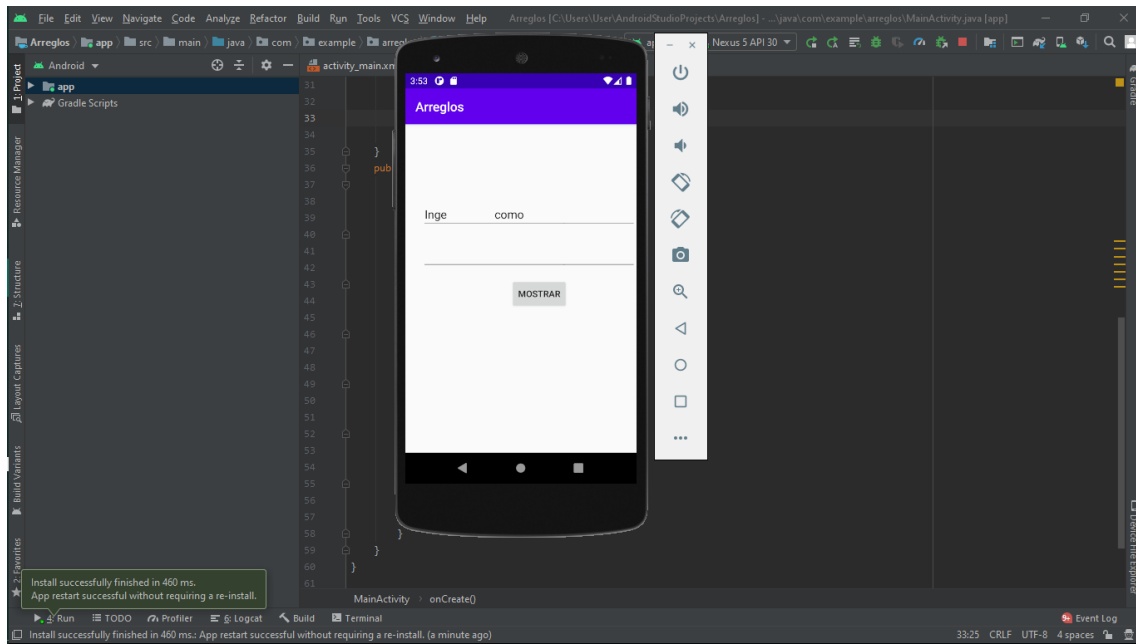 File Edit View Navigate Code Analyze Refactor Build Run Tools VCS Window Help Arreglos [C:\Users\User\AndroidStudioProjects\Arreglos] - ...\java\com\example\arreglos\MainActivity.java [app]
Arreglos app src main java com example Nexus 5 API 30
Android
activity_main.xm
app
Gradle Scripts
1: Project
Resource Manager
7: Structure
Layout Captures
Build Variants
2: Favorites
Gradle
Device File Explorer
31
32
33
34
35 }
36 pub
37
38
39
40
41
42
43
44
45
46
47
48
49
50
51
52
53
54
55
56
57
58 }
59 }
60 }
61
3:53
Arreglos
Inge como
MOSTRAR
Install successfully finished in 460 ms.
App restart successful without requiring a re-install.
MainActivity onCreate()
4: Run TODO Profiler 6: Logcat Build Terminal 9+ Event Log
Install successfully finished in 460 ms.: App restart successful without requiring a re-install. (a minute ago) 33:25 CRLF UTF-8 4 spaces